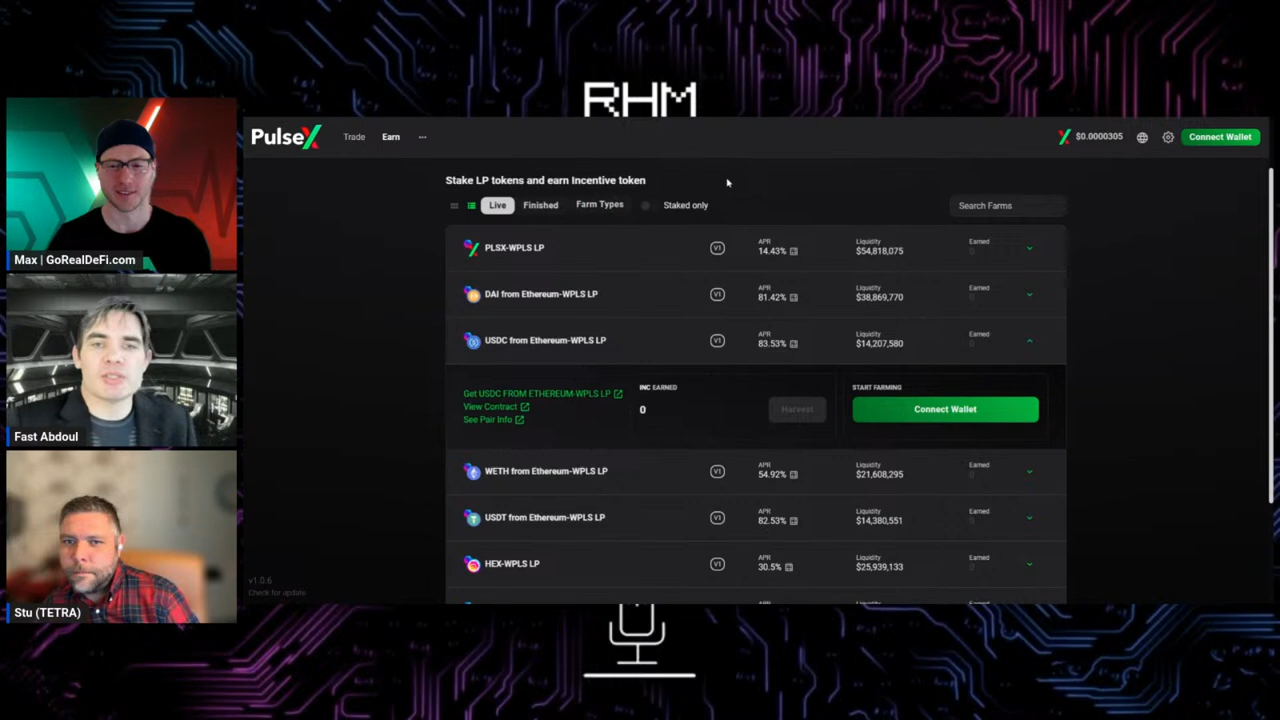 RHM
PulseX
Trade
Earn
$0.0000305
Connect Wallet
Stake LP tokens and earn Incentive token
Live
Finished
Farm Types
Staked only
Search Farms
PLSX-WPLS LP
V1
APR
14.43%
Liquidity
$54,818,075
Earned
0
DAI from Ethereum-WPLS LP
V1
APR
81.42%
Liquidity
$38,869,770
Earned
0
USDC from Ethereum-WPLS LP
V1
APR
83.53%
Liquidity
$14,207,580
Earned
0
Get USDC FROM ETHEREUM-WPLS LP
View Contract
See Pair Info
INC EARNED
0
Harvest
START FARMING
Connect Wallet
WETH from Ethereum-WPLS LP
V1
APR
54.92%
Liquidity
$21,608,295
Earned
0
USDT from Ethereum-WPLS LP
V1
APR
82.53%
Liquidity
$14,380,551
Earned
0
HEX-WPLS LP
V1
APR
30.5%
Liquidity
$25,939,133
Earned
0
v1.0.6
Check for update
Max | GoRealDeFi.com
Fast Abdoul
Stu (TETRA)